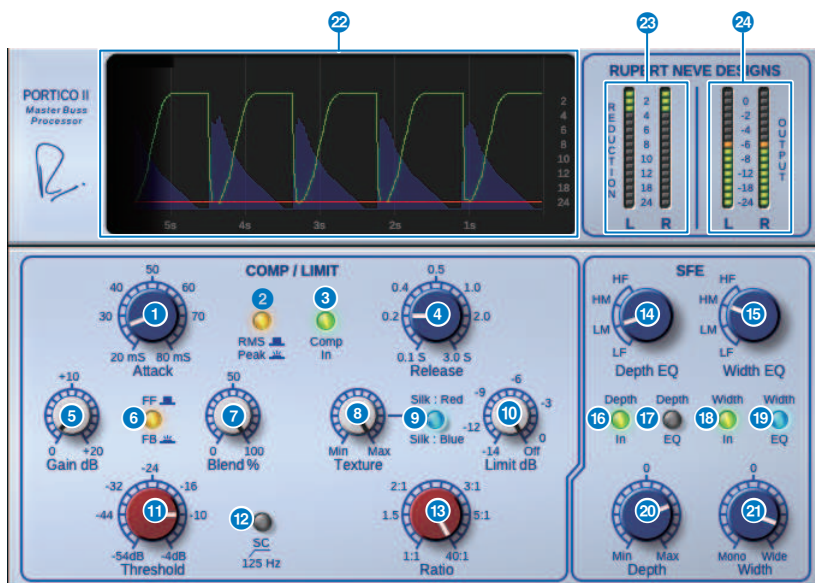 22 23 24
PORTICO II
Master Buss
Processor
2
4
6
8
10
12
18
24
5s 4s 3s 2s 1s
RUPERT NEVE DESIGNS
REDUCTION
2
4
6
8
10
12
18
24
L R
0
-2
-4
-6
-8
-12
-18
-24
L R
OUTPUT
COMP / LIMIT
50
40 60
30 1 70
20 mS 80 mS
Attack
2
RMS
Peak
3
Comp
In
0.5
0.4 1.0
0.2 4 2.0
0.1 S 3.0 S
Release
+10
5
0 +20
Gain dB
FF
6
FB
50
7
0 100
Blend %
8
Min Max
Texture
Silk : Red
9
Silk : Blue
-6
-9 -3
-12 10 0
-14 Off
Limit dB
-24
-32 -16
-44 11 -10
-54dB -4dB
Threshold
12
SC
125 Hz
2:1 3:1
1.5 13 5:1
1:1 40:1
Ratio
SFE
HF
HM
LM
LF
14
Depth EQ
HF
HM
LM
LF
15
Width EQ
Depth Depth Width Width
16 17 18 19
In EQ In EQ
0
20
Min Max
Depth
0
21
Mono Wide
Width